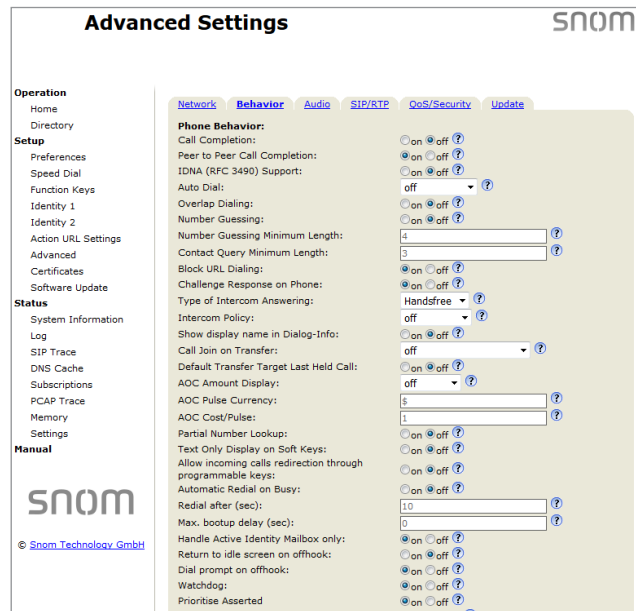 Advanced Settings
snom
Operation
Home
Directory
Setup
Preferences
Speed Dial
Function Keys
Identity 1
Identity 2
Action URL Settings
Advanced
Certificates
Software Update
Status
System Information
Log
SIP Trace
DNS Cache
Subscriptions
PCAP Trace
Memory
Settings
Manual
snom
© Snom Technology GmbH
Network Behavior Audio SIP/RTP QoS/Security Update
Phone Behavior:
Call Completion: on off ?
Peer to Peer Call Completion: on off ?
IDNA (RFC 3490) Support: on off ?
Auto Dial: off ?
Overlap Dialing: on off ?
Number Guessing: on off ?
Number Guessing Minimum Length: 4 ?
Contact Query Minimum Length: 3 ?
Block URL Dialing: on off ?
Challenge Response on Phone: on off ?
Type of Intercom Answering: Handsfree ?
Intercom Policy: off ?
Show display name in Dialog-Info: on off ?
Call Join on Transfer: off ?
Default Transfer Target Last Held Call: on off ?
AOC Amount Display: off ?
AOC Pulse Currency: $ ?
AOC Cost/Pulse: 1 ?
Partial Number Lookup: on off ?
Text Only Display on Soft Keys: on off ?
Allow incoming calls redirection through
programmable keys: on off ?
Automatic Redial on Busy: on off ?
Redial after (sec): 10 ?
Max. bootup delay (sec): 0 ?
Handle Active Identity Mailbox only: on off ?
Return to idle screen on offhook: on off ?
Dial prompt on offhook: on off ?
Watchdog: on off ?
Prioritise Asserted on off ?